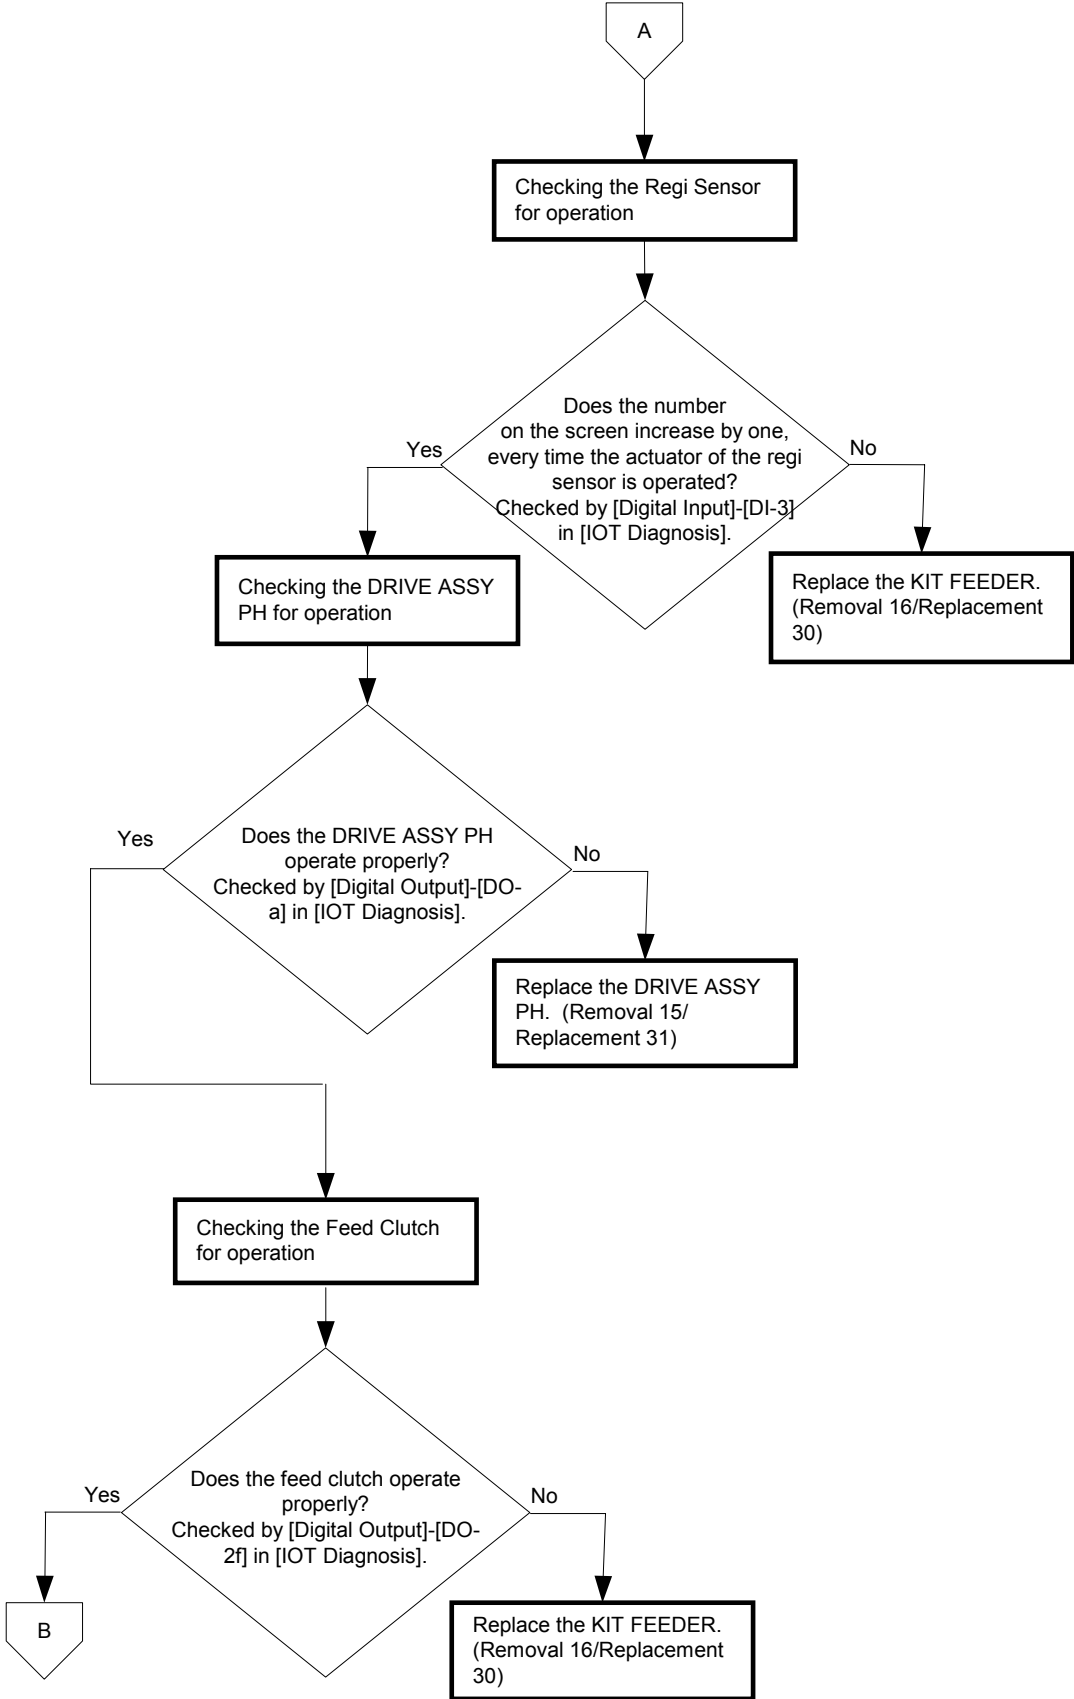 A
Checking the Regi Sensor
for operation
Does the number
on the screen increase by one,
every time the actuator of the regi
sensor is operated?
Checked by [Digital Input]-[DI-3]
in [IOT Diagnosis].
Yes
No
Checking the DRIVE ASSY
PH for operation
Replace the KIT FEEDER.
(Removal 16/Replacement
30)
Does the DRIVE ASSY PH
operate properly?
Checked by [Digital Output]-[DO-
a] in [IOT Diagnosis].
Yes
No
Replace the DRIVE ASSY
PH.  (Removal 15/
Replacement 31)
Checking the Feed Clutch
for operation
Does the feed clutch operate
properly?
Checked by [Digital Output]-[DO-
2f] in [IOT Diagnosis].
Yes
No
B
Replace the KIT FEEDER.
(Removal 16/Replacement
30)